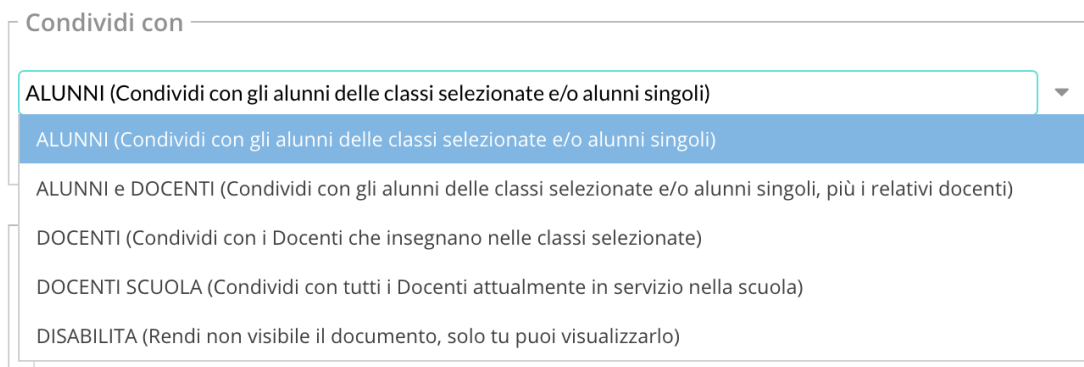 Condividi con
ALUNNI (Condividi con gli alunni delle classi selezionate e/o alunni singoli)
ALUNNI (Condividi con gli alunni delle classi selezionate e/o alunni singoli)
ALUNNI e DOCENTI (Condividi con gli alunni delle classi selezionate e/o alunni singoli, più i relativi docenti)
DOCENTI (Condividi con i Docenti che insegnano nelle classi selezionate)
DOCENTI SCUOLA (Condividi con tutti i Docenti attualmente in servizio nella scuola)
DISABILITA (Rendi non visibile il documento, solo tu puoi visualizzarlo)